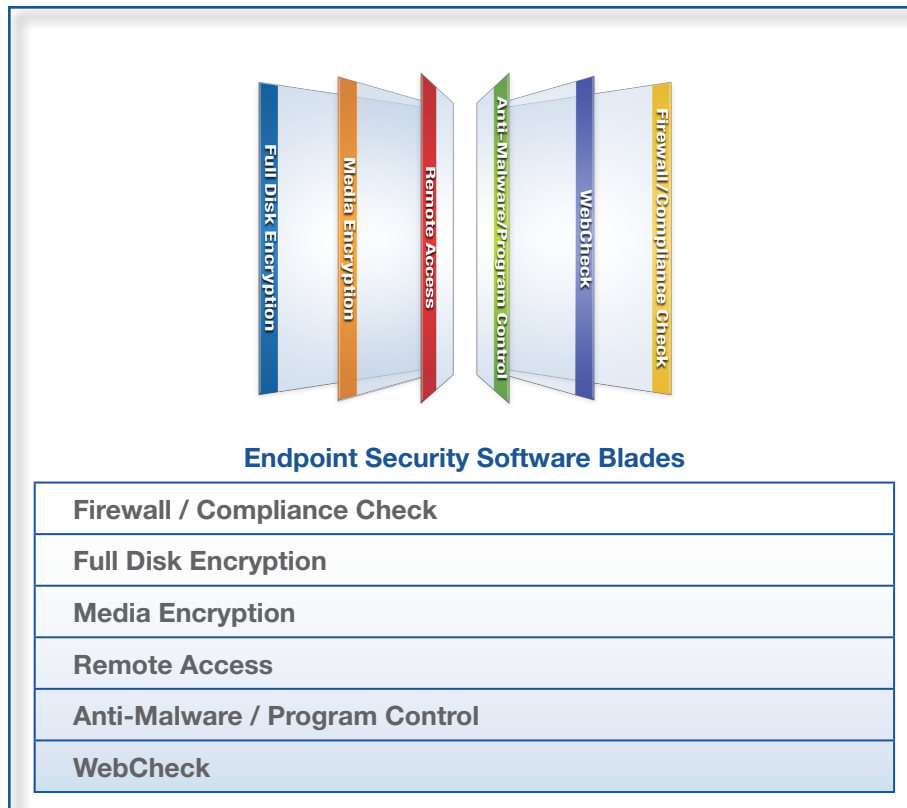 Full Disk Encryption
Media Encryption
Remote Access
Anti-Malware/Program Control
WebCheck
Firewall/Compliance Check
Endpoint Security Software Blades
Firewall / Compliance Check
Full Disk Encryption
Media Encryption
Remote Access
Anti-Malware / Program Control
WebCheck